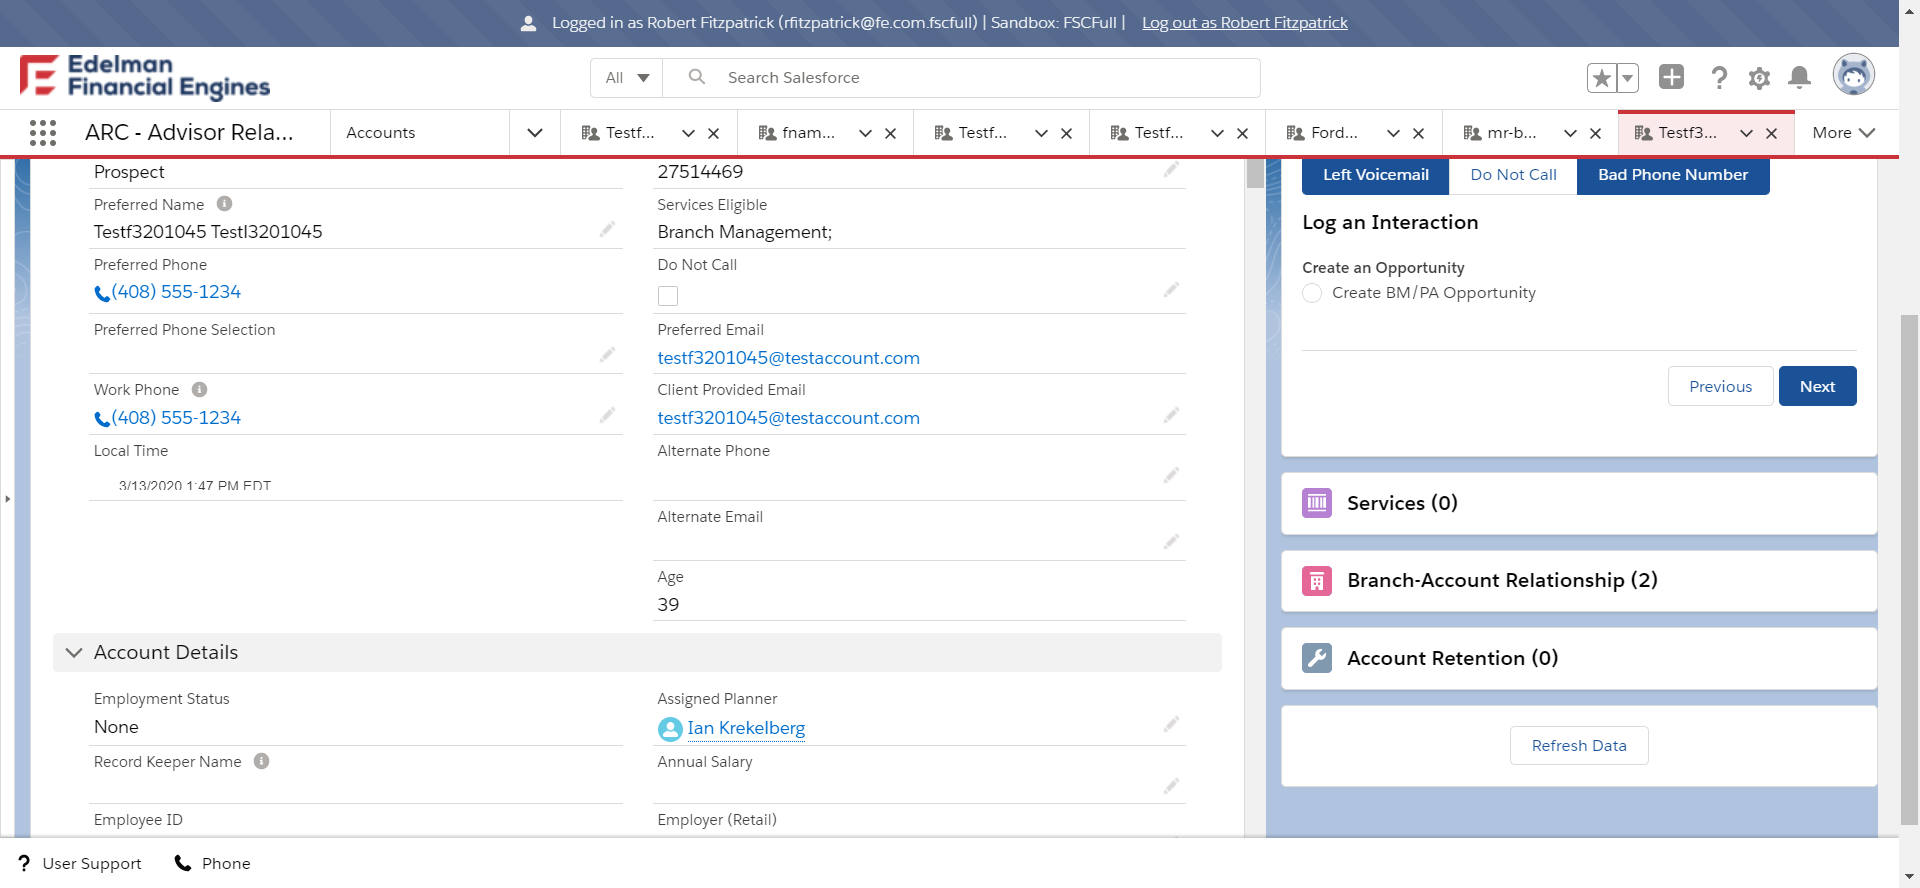 Logged in as Robert Fitzpatrick (rfitzpatrick@fe.com.fscfull) | Sandbox: FSCFull | Log out as Robert Fitzpatrick
Edelman
Financial Engines
All
Search Salesforce
ARC - Advisor Rela...
Accounts
Testf...
fnam...
Testf...
Testf...
Ford...
mr-b...
Testf3...
More
Prospect
27514469
Preferred Name
Testf3201045 Testl3201045
Services Eligible
Branch Management;
Preferred Phone
(408) 555-1234
Do Not Call
Preferred Phone Selection
Preferred Email
testf3201045@testaccount.com
Work Phone
(408) 555-1234
Client Provided Email
testf3201045@testaccount.com
Local Time
3/13/2020 1:47 PM EDT
Alternate Phone
Alternate Email
Age
39
Account Details
Employment Status
None
Assigned Planner
Ian Krekelberg
Record Keeper Name
Annual Salary
Employee ID
Employer (Retail)
Left Voicemail
Do Not Call
Bad Phone Number
Log an Interaction
Create an Opportunity
Create BM/PA Opportunity
Previous
Next
Services (0)
Branch-Account Relationship (2)
Account Retention (0)
Refresh Data
? User Support
Phone